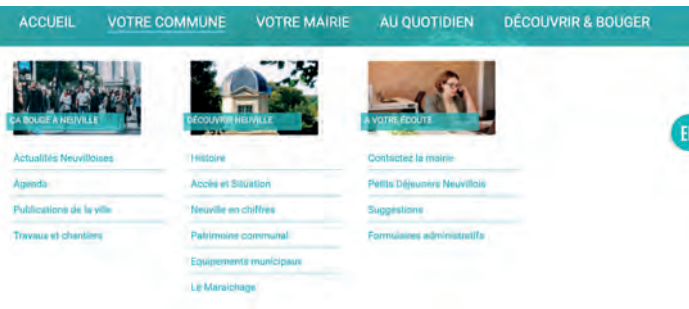 ACCUEIL VOTRE COMMUNE VOTRE MAIRIE AU QUOTIDIEN DÉCOUVRIR & BOUGER
ÇA BOUGE À NEUVILLE
Actualités Neuvilloises
Agenda
Publications de la ville
Travaux et chantiers
DÉCOUVRIR NEUVILLE
Histoire
Accès et Situation
Neuville en chiffres
Patrimoine communal
Equipements municipaux
Le Maraichage
A VOTRE ÉCOUTE
Contactez la mairie
Petits Déjeuners Neuvillois
Suggestions
Formulaires administratifs
E